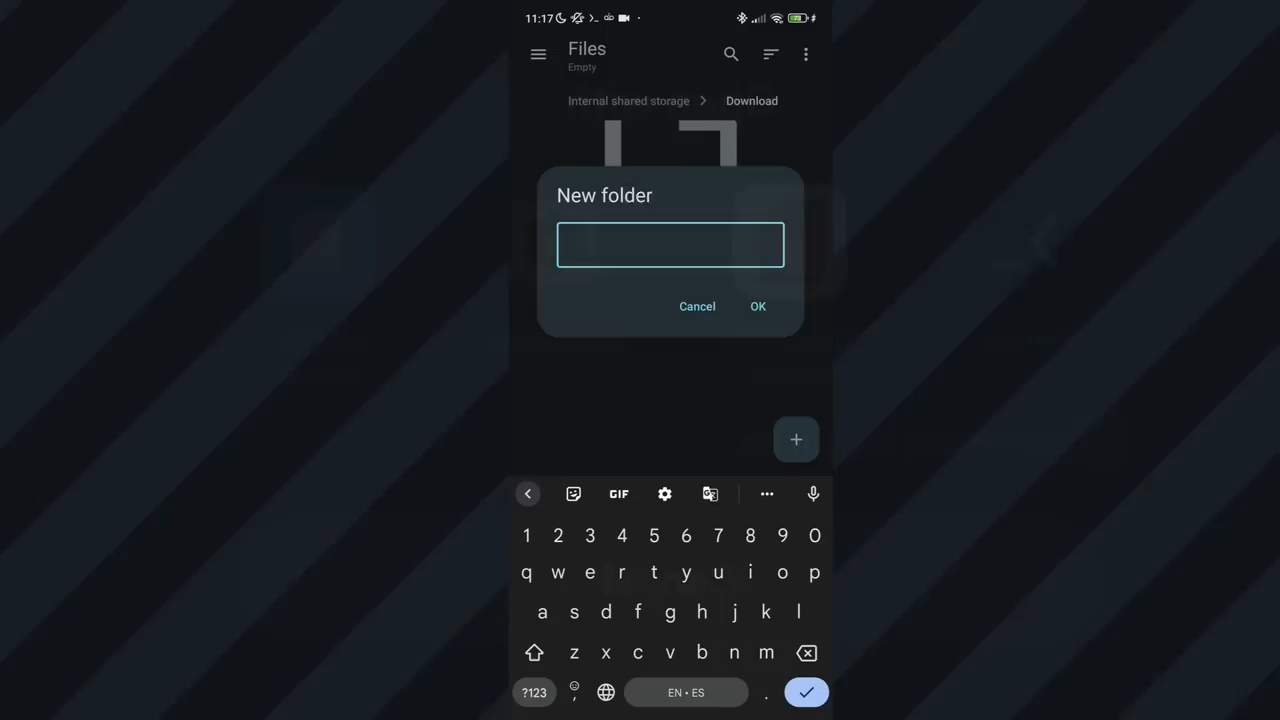 11:17
Files
Empty
Internal shared storage
Download
New folder
Cancel
OK
GIF
1 2 3 4 5 6 7 8 9 0
q w e r t y u i o p
a s d f g h j k l
z x c v b n m
?123
,
EN • ES
.